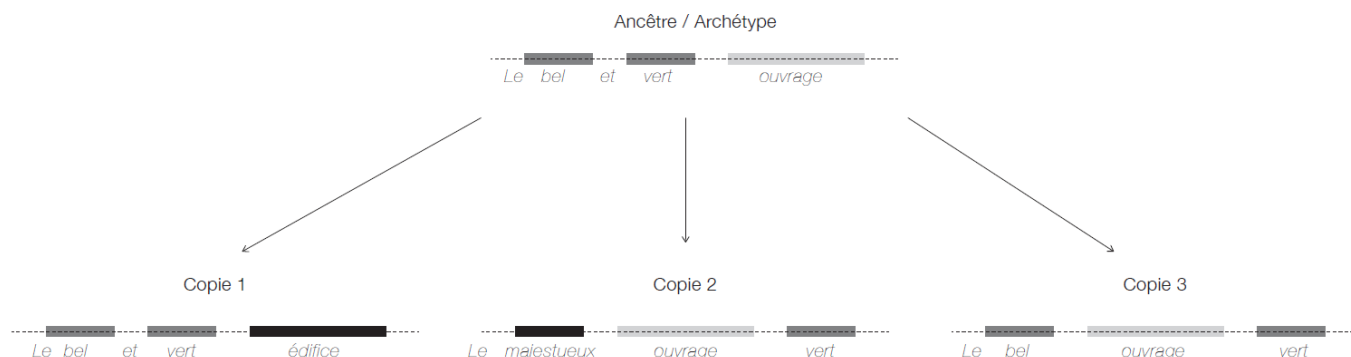 Ancêtre / Archétype
Le bel et vert ouvrage
Copie 1 Copie 2 Copie 3
Le bel et vert édifice Le majestueux ouvrage vert Le bel ouvrage vert